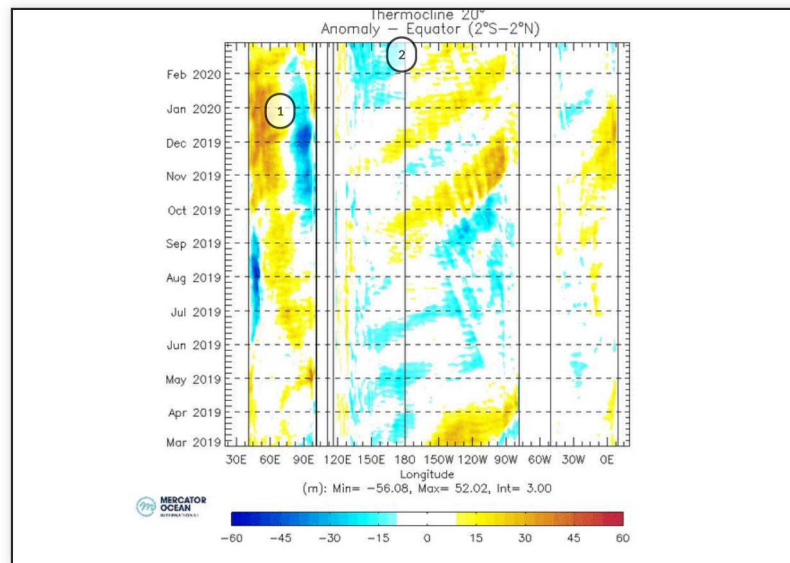 Thermocline 20°
Anomaly – Equator (2°S–2°N)
2
Feb 2020
1
Jan 2020
Dec 2019
Nov 2019
Oct 2019
Sep 2019
Aug 2019
Jul 2019
Jun 2019
May 2019
Apr 2019
Mar 2019
30E 60E 90E 120E 150E 180 150W 120W 90W 60W 30W 0E
Longitude
(m): Min= −56.08, Max= 52.02, Int= 3.00
MERCATOR
OCEAN
INTERNATIONAL
−60 −45 −30 −15 0 15 30 45 60